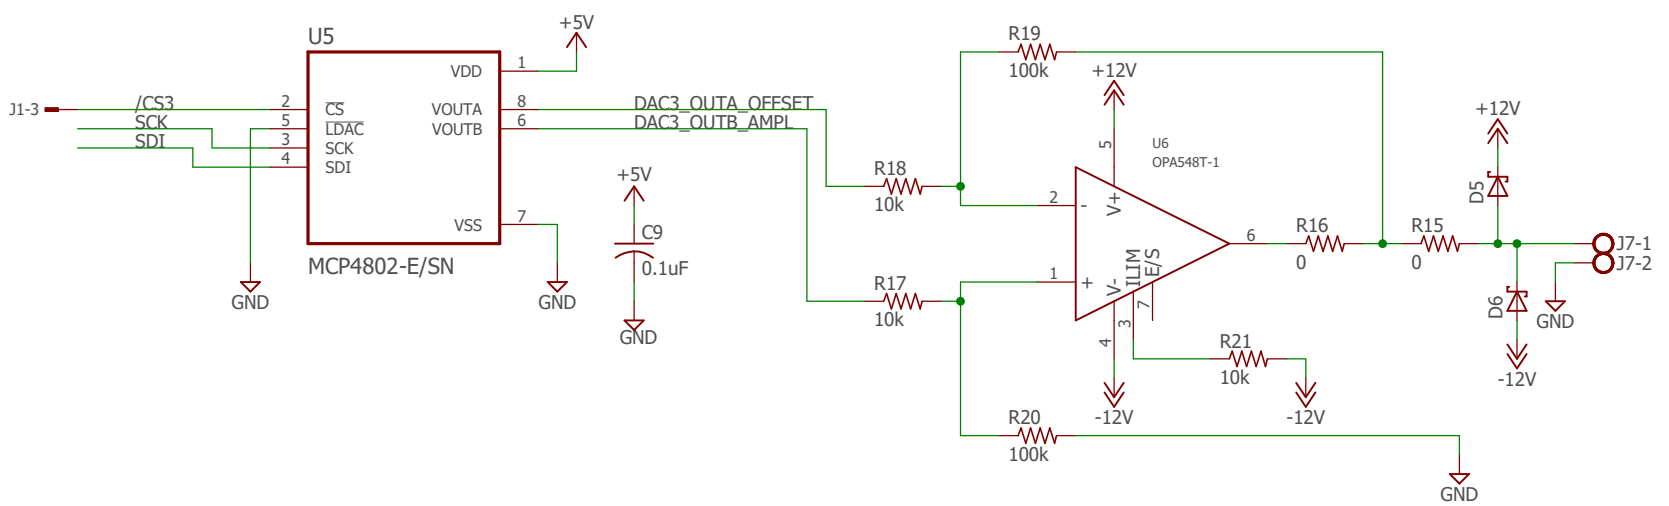 U5
+5V
VDD
1
J1-3
/CS3
2
CS
VOUTA
8
DAC3_OUTA_OFFSET
SCK
5
LDAC
VOUTB
6
DAC3_OUTB_AMPL
SDI
3
SCK
4
SDI
VSS
7
MCP4802-E/SN
GND
GND
+5V
C9
0.1uF
GND
R18
10k
R17
10k
R19
100k
+12V
5
U6
OPA548T-1
2
-
V+
1
+
V-
ILIM
E/S
4
3
7
6
-12V
R21
10k
-12V
R20
100k
GND
R16
0
R15
0
+12V
D5
D6
-12V
J7-1
J7-2
GND